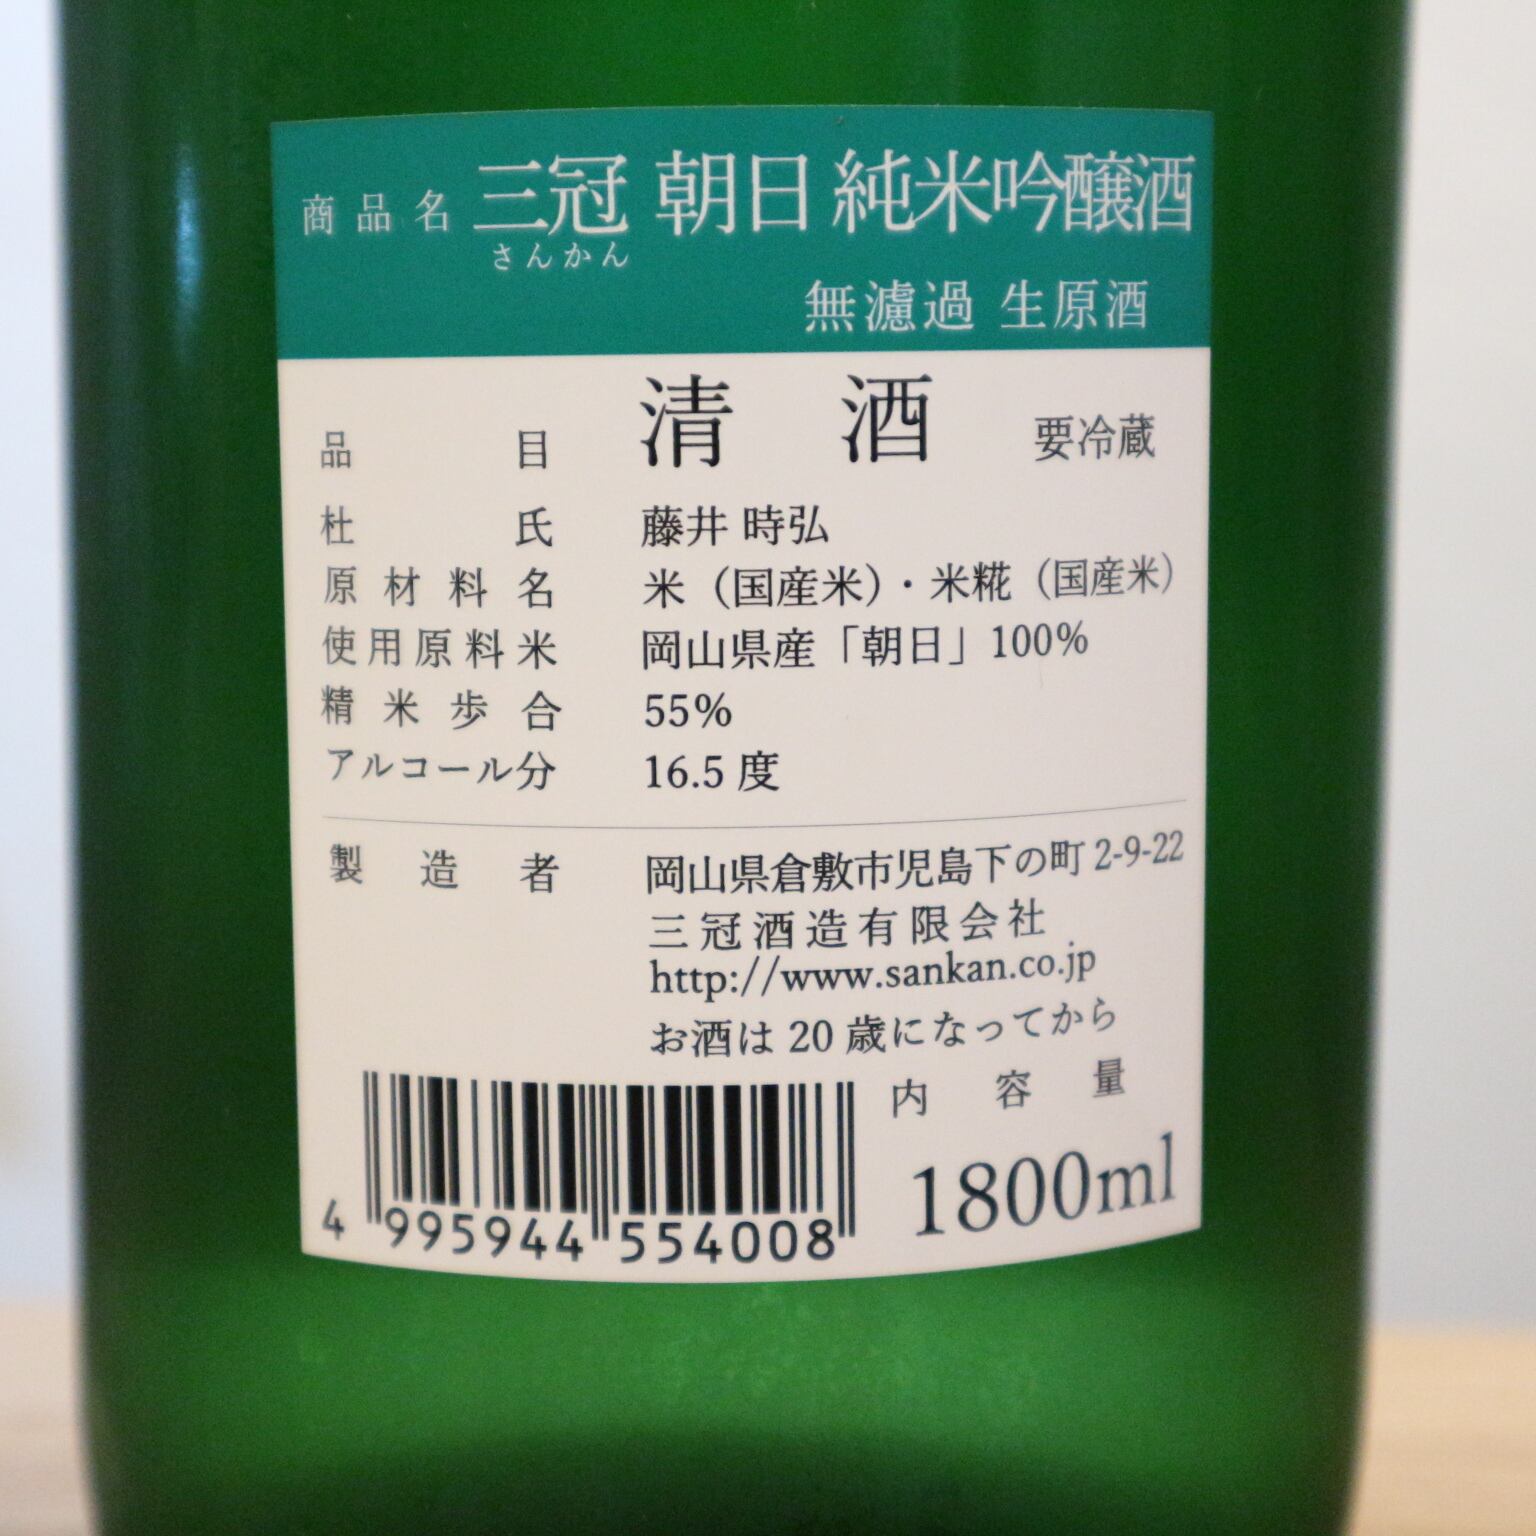 商品名 三冠 朝日 純米吟醸酒
さんかん
無濾過 生原酒
品目 清酒 要冷蔵
杜氏 藤井 時弘
原材料名 米（国産米）・米糀（国産米）
使用原料米 岡山県産「朝日」100%
精米歩合 55%
アルコール分 16.5 度
製造者 岡山県倉敷市児島下の町 2-9-22
三冠酒造有限会社
http://www.sankan.co.jp
お酒は 20 歳になってから
内容量
1800ml
4 995944 554008